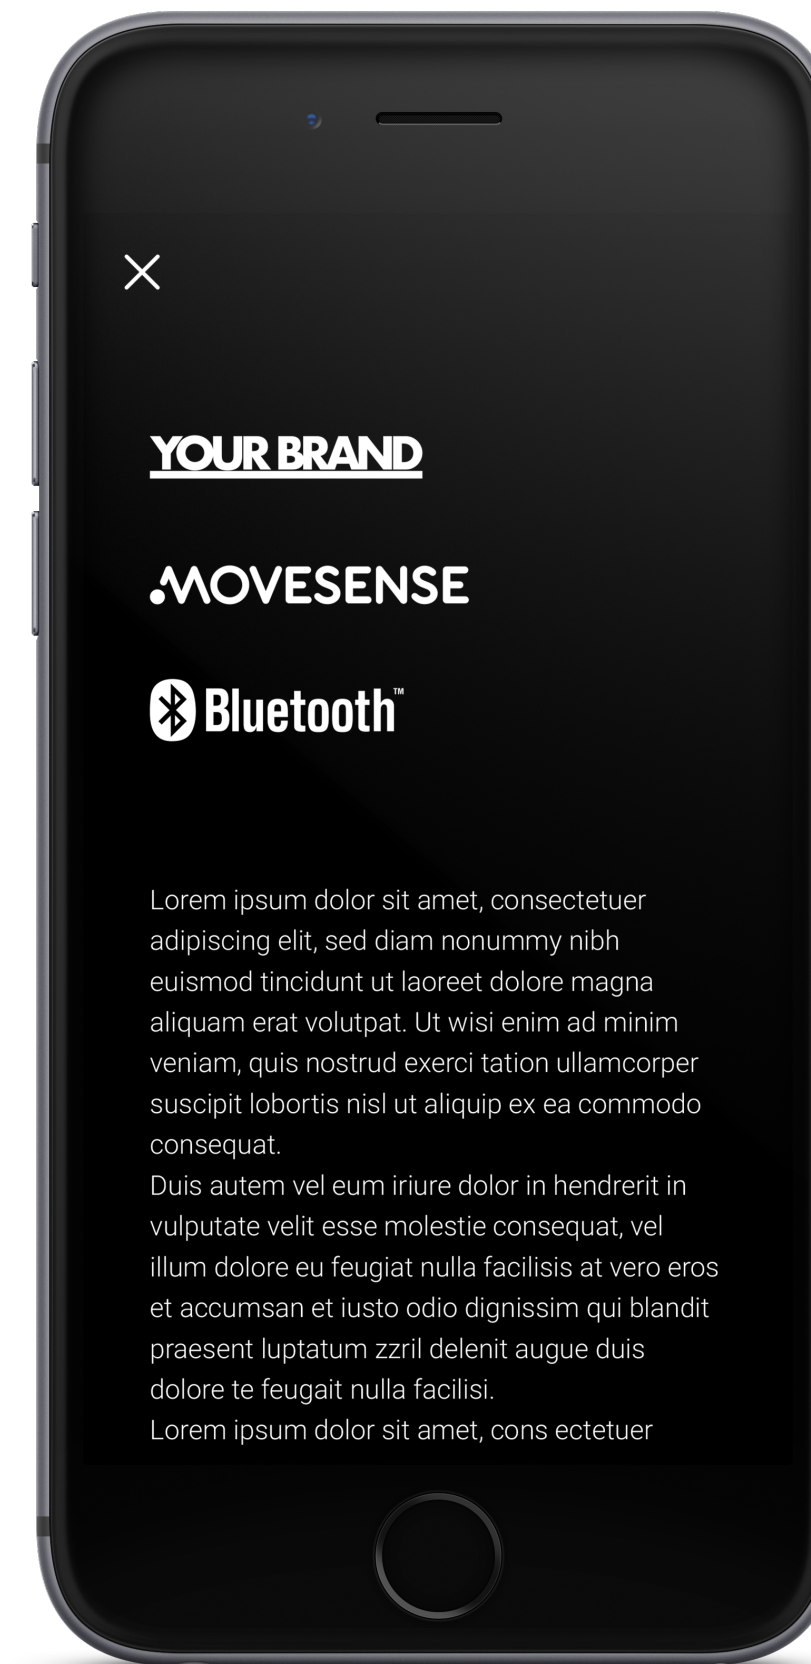 YOUR BRAND
MOVESENSE
Bluetooth™
Lorem ipsum dolor sit amet, consectetuer
adipiscing elit, sed diam nonummy nibh
euismod tincidunt ut laoreet dolore magna
aliquam erat volutpat. Ut wisi enim ad minim
veniam, quis nostrud exerci tation ullamcorper
suscipit lobortis nisl ut aliquip ex ea commodo
consequat.
Duis autem vel eum iriure dolor in hendrerit in
vulputate velit esse molestie consequat, vel
illum dolore eu feugiat nulla facilisis at vero eros
et accumsan et iusto odio dignissim qui blandit
praesent luptatum zzril delenit augue duis
dolore te feugait nulla facilisi.
Lorem ipsum dolor sit amet, cons ectetuer